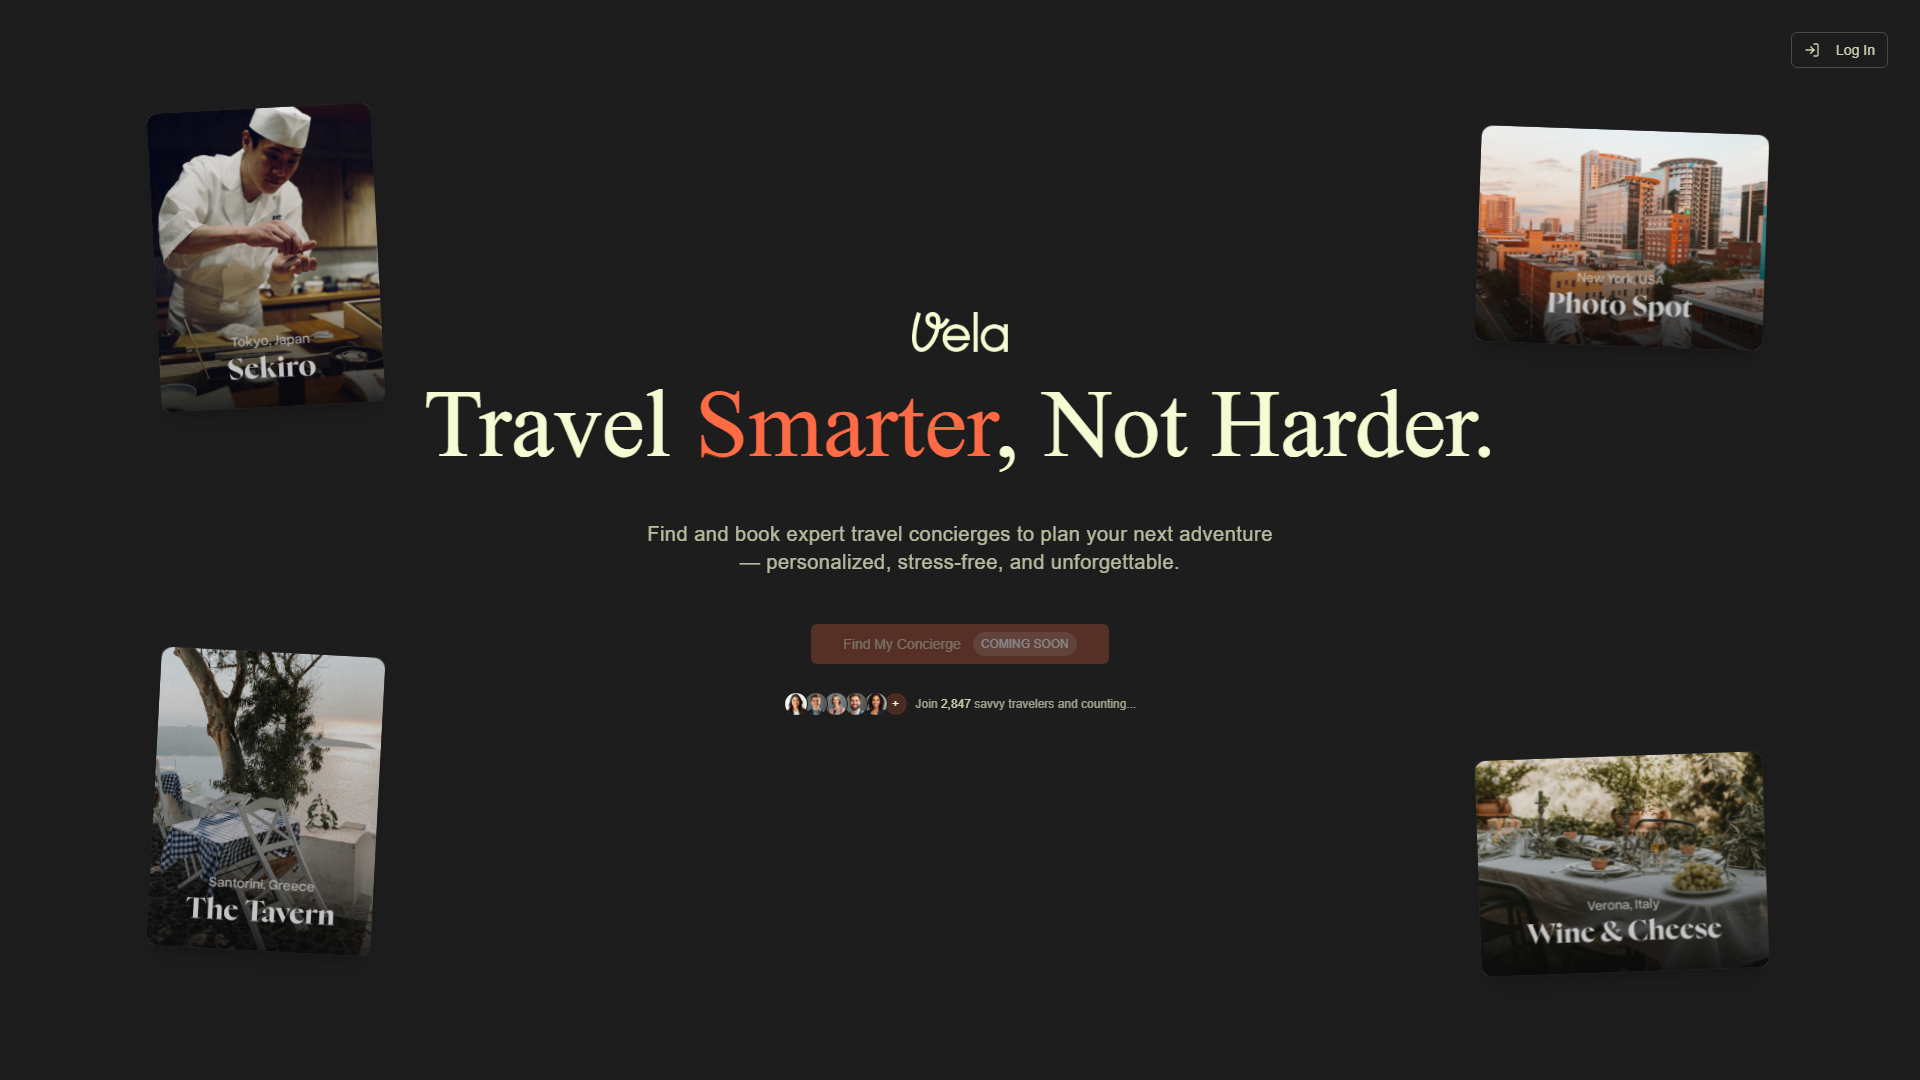 Log In
Tokyo, Japan
Sekiro
New York, USA
Photo Spot
Vela
Travel Smarter, Not Harder.
Find and book expert travel concierges to plan your next adventure
— personalized, stress-free, and unforgettable.
Find My Concierge COMING SOON
+ Join 2,847 savvy travelers and counting...
Santorini, Greece
The Tavern
Verona, Italy
Wine & Cheese